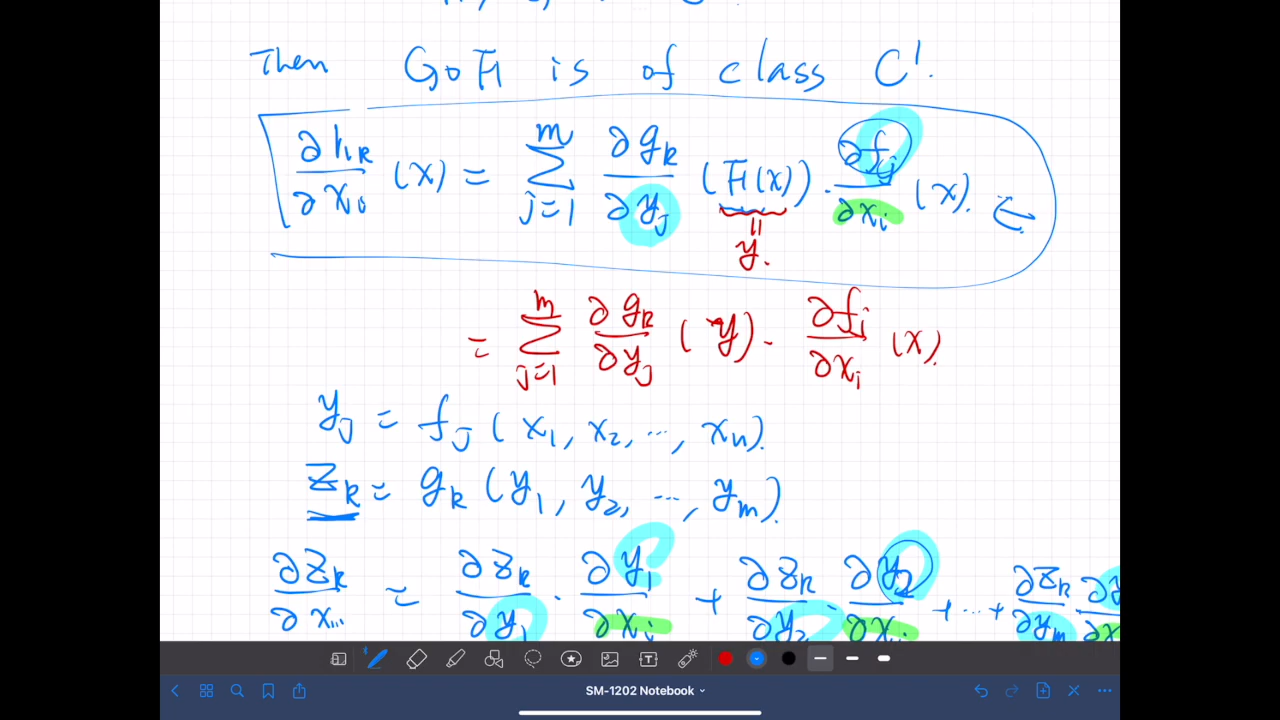 Then G∘F is of class C¹.
∂h_k/∂x_i (x) = Σ_{j=1}^{m} ∂g_k/∂y_j (F(x)) · ∂f_j/∂x_i (x).
= y.
= Σ_{j=1}^{m} ∂g_k/∂y_j (y) · ∂f_j/∂x_i (x).
y_j = f_j (x_1, x_2, ..., x_n).
z_k = g_k (y_1, y_2, ..., y_m).
∂z_k/∂x_i = ∂z_k/∂y_1 · ∂y_1/∂x_i + ∂z_k/∂y_2 · ∂y_2/∂x_i + ... + ∂z_k/∂y_m
SM-1202 Notebook